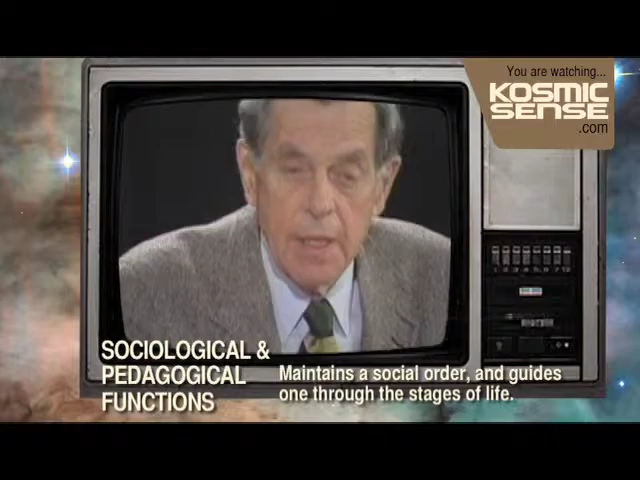 You are watching...
KOSMIC
SENSE
.com
SOCIOLOGICAL &
PEDAGOGICAL
FUNCTIONS
Maintains a social order, and guides
one through the stages of life.